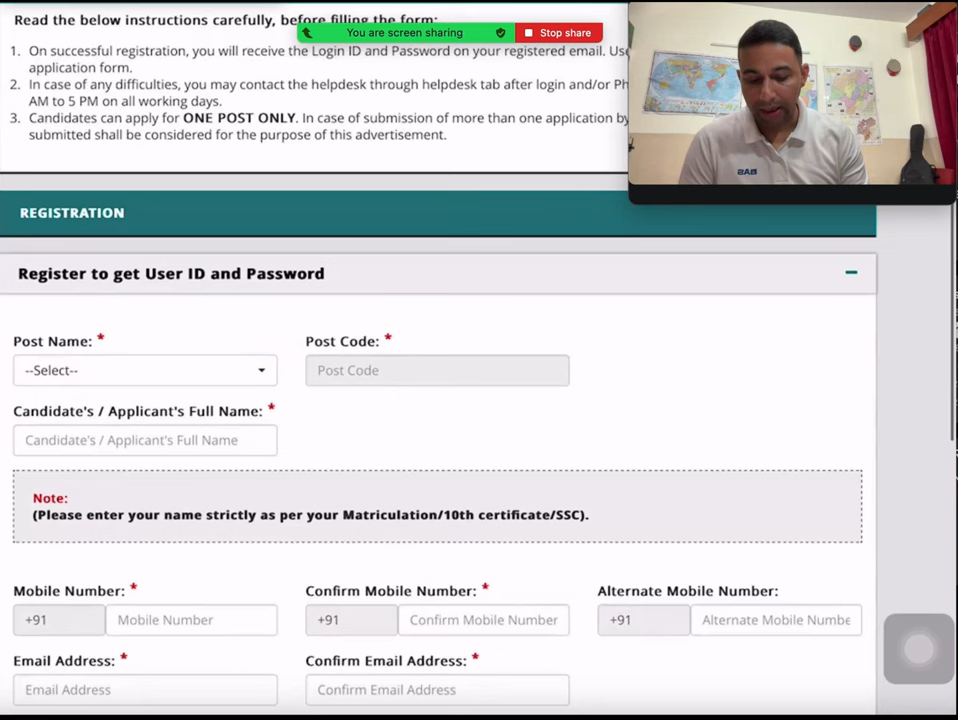 Read the below instructions carefully, before filling the form:
You are screen sharing
Stop share
1. On successful registration, you will receive the Login ID and Password on your registered email. Use
application form.
2. In case of any difficulties, you may contact the helpdesk through helpdesk tab after login and/or Ph
AM to 5 PM on all working days.
3. Candidates can apply for ONE POST ONLY. In case of submission of more than one application by
submitted shall be considered for the purpose of this advertisement.
REGISTRATION
Register to get User ID and Password
Post Name: * Post Code: *
--Select-- Post Code
Candidate's / Applicant's Full Name: *
Candidate's / Applicant's Full Name
Note:
(Please enter your name strictly as per your Matriculation/10th certificate/SSC).
Mobile Number: * Confirm Mobile Number: * Alternate Mobile Number:
+91 Mobile Number +91 Confirm Mobile Number +91 Alternate Mobile Numbe
Email Address: * Confirm Email Address: *
Email Address Confirm Email Address